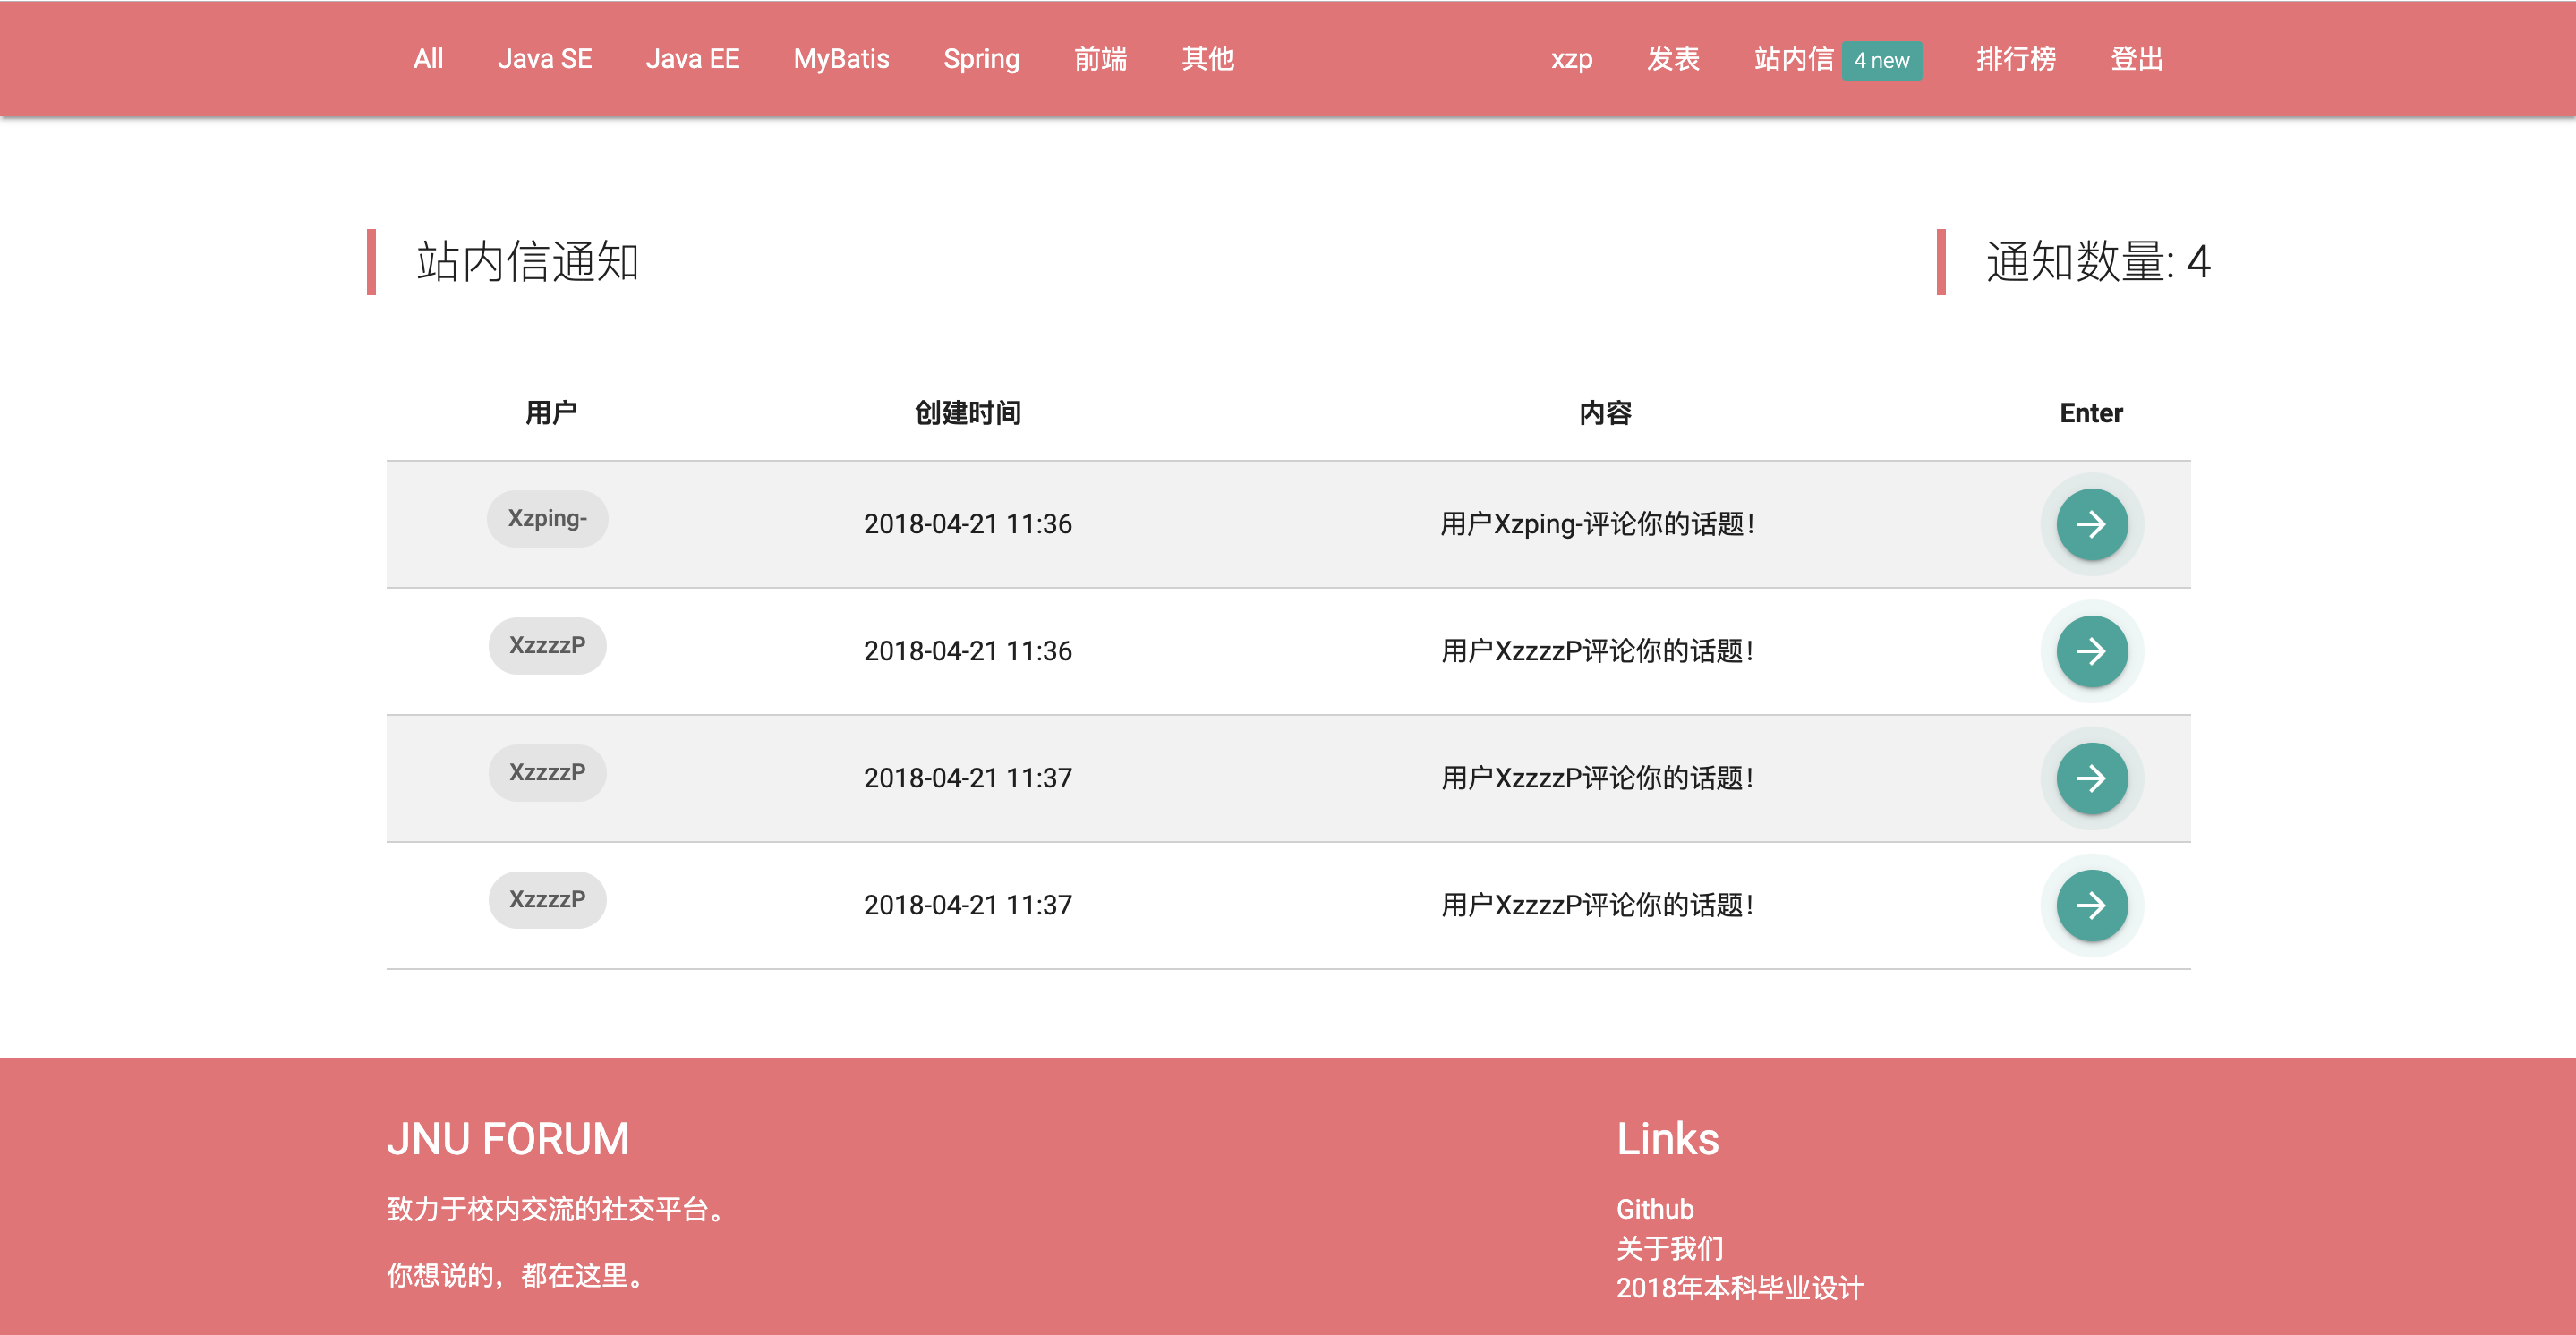 All Java SE Java EE MyBatis Spring 前端 其他 xzp 发表 站内信 4 new 排行榜 登出
站内信通知 通知数量: 4
用户 创建时间 内容 Enter
Xzping- 2018-04-21 11:36 用户Xzping-评论你的话题!
XzzzzP 2018-04-21 11:36 用户XzzzzP评论你的话题!
XzzzzP 2018-04-21 11:37 用户XzzzzP评论你的话题!
XzzzzP 2018-04-21 11:37 用户XzzzzP评论你的话题!
JNU FORUM
致力于校内交流的社交平台。
你想说的，都在这里。
Links
Github
关于我们
2018年本科毕业设计